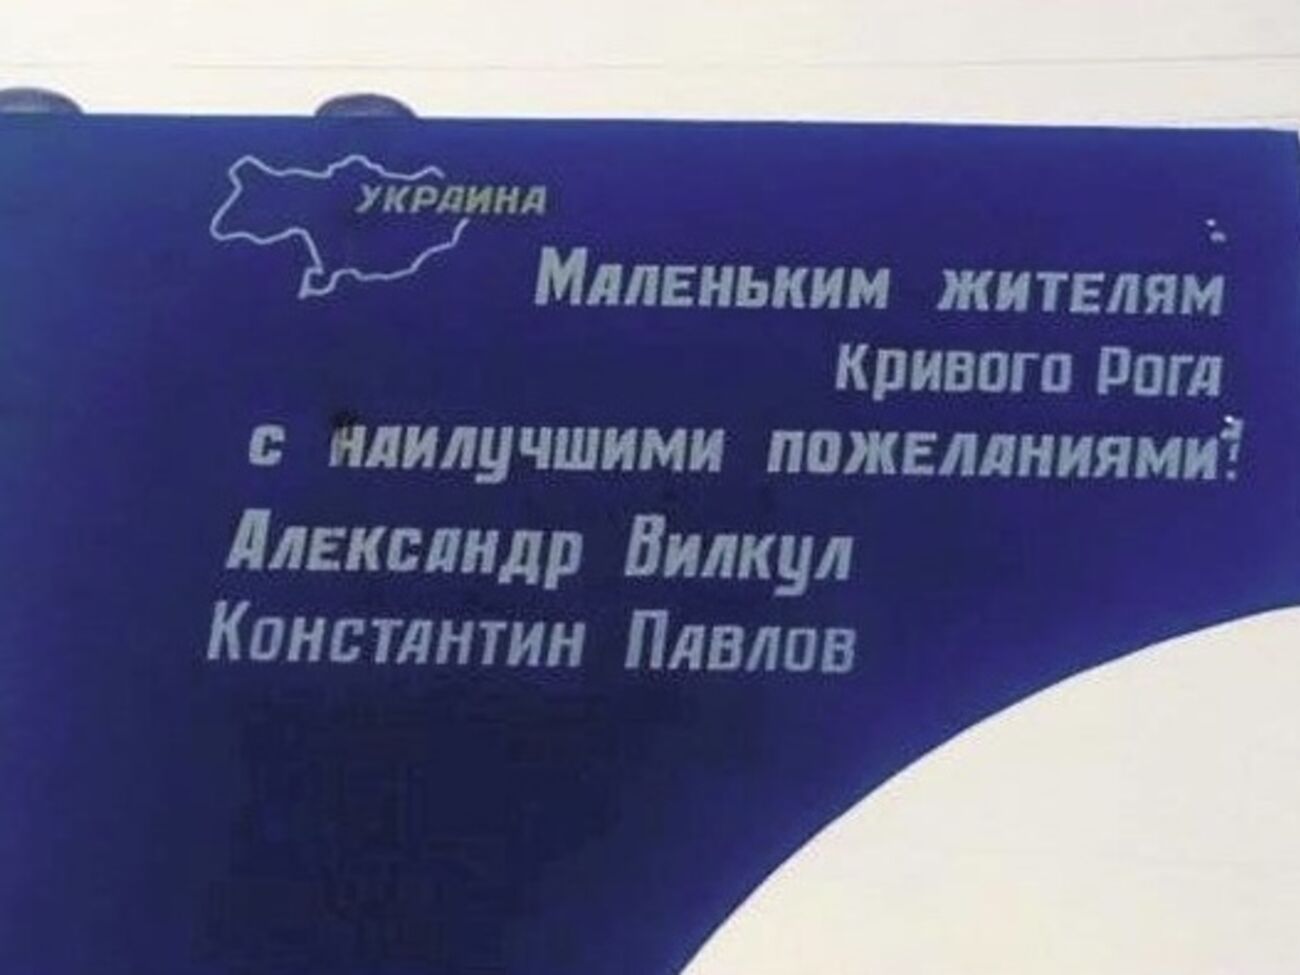 УКРАИНА
Маленьким жителям
Кривого Рога
с наилучшими пожеланиями!
Александр Вилкул
Константин Павлов